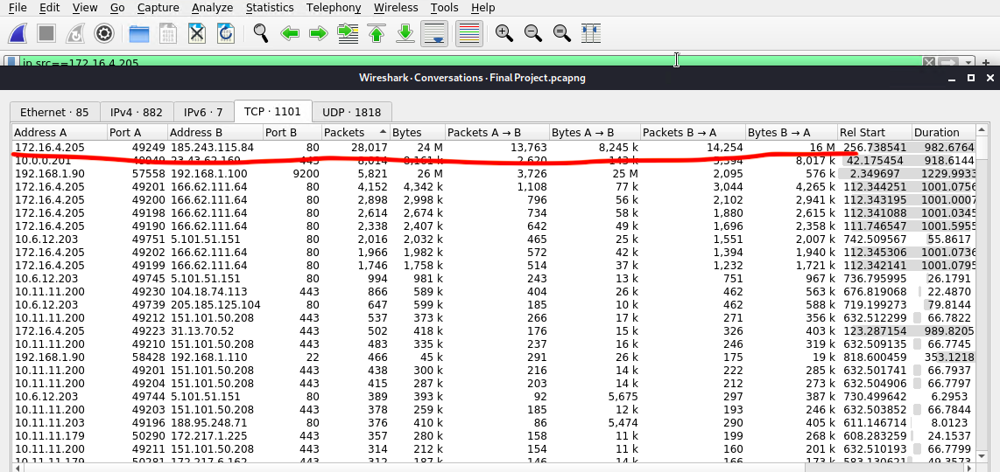 File Edit View Go Capture Analyze Statistics Telephony Wireless Tools Help
ip.src==172.16.4.205
Wireshark · Conversations · Final Project.pcapng
Ethernet · 85 IPv4 · 882 IPv6 · 7 TCP · 1101 UDP · 1818
Address A Port A Address B Port B Packets Bytes Packets A → B Bytes A → B Packets B → A Bytes B → A Rel Start Duration
172.16.4.205 49249 185.243.115.84 80 28,017 24 M 13,763 8,245 k 14,254 16 M 256.738541 982.6764
10.0.0.201 49949 23.43.62.169 443 8,014 8,161 k 2,620 143 k 5,394 8,017 k 42.175454 918.6144
192.168.1.90 57558 192.168.1.100 9200 5,821 26 M 3,726 25 M 2,095 576 k 2.349697 1229.9933
172.16.4.205 49201 166.62.111.64 80 4,152 4,342 k 1,108 77 k 3,044 4,265 k 112.344251 1001.0756
172.16.4.205 49200 166.62.111.64 80 2,898 2,998 k 796 56 k 2,102 2,941 k 112.343195 1001.0007
172.16.4.205 49198 166.62.111.64 80 2,614 2,674 k 734 58 k 1,880 2,615 k 112.341088 1001.0345
172.16.4.205 49190 166.62.111.64 80 2,338 2,407 k 642 49 k 1,696 2,358 k 111.746547 1001.5955
10.6.12.203 49751 5.101.51.151 80 2,016 2,032 k 465 25 k 1,551 2,007 k 742.509567 55.8617
172.16.4.205 49202 166.62.111.64 80 1,966 1,982 k 572 42 k 1,394 1,940 k 112.345306 1001.0736
172.16.4.205 49199 166.62.111.64 80 1,746 1,758 k 514 37 k 1,232 1,721 k 112.342141 1001.0795
10.6.12.203 49745 5.101.51.151 80 994 981 k 243 13 k 751 967 k 736.795995 26.1791
10.11.11.200 49230 104.18.74.113 443 866 589 k 404 26 k 462 563 k 676.819068 22.4870
10.6.12.203 49739 205.185.125.104 80 647 599 k 185 10 k 462 588 k 719.199273 79.8144
10.11.11.200 49212 151.101.50.208 443 537 373 k 266 17 k 271 356 k 632.512299 66.7822
172.16.4.205 49223 31.13.70.52 443 502 418 k 176 15 k 326 403 k 123.287154 989.8205
10.11.11.200 49210 151.101.50.208 443 483 335 k 237 16 k 246 319 k 632.509135 66.7745
192.168.1.90 58428 192.168.1.110 22 466 45 k 291 26 k 175 19 k 818.600459 353.1218
10.11.11.200 49201 151.101.50.208 443 438 300 k 216 14 k 222 285 k 632.501741 66.7937
10.11.11.200 49204 151.101.50.208 443 415 287 k 203 14 k 212 273 k 632.504906 66.7797
10.6.12.203 49744 5.101.51.151 80 389 393 k 92 5,675 297 387 k 730.499642 6.2953
10.11.11.200 49203 151.101.50.208 443 378 259 k 185 12 k 193 246 k 632.503852 66.7844
10.11.11.203 49196 188.95.248.71 80 376 410 k 86 5,474 290 405 k 611.146714 8.0123
10.11.11.179 50290 172.217.1.225 443 357 280 k 158 11 k 199 268 k 608.283259 24.1537
10.11.11.200 49211 151.101.50.208 443 314 212 k 154 11 k 160 201 k 632.510193 66.7799
10.11.11.179 50281 172.217.6.162 443 312 187 k 146 14 k 166 173 k 583.130621 49.3573